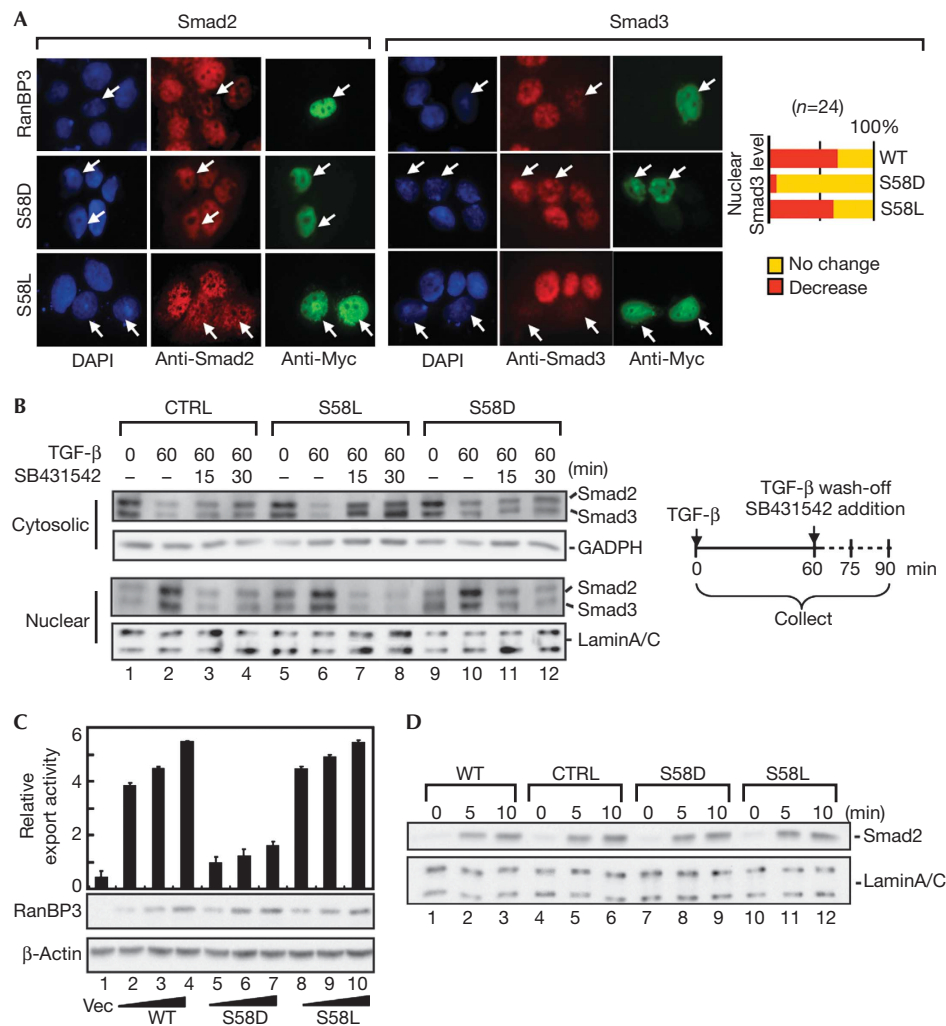 A
Smad2
Smad3
RanBP3
S58D
S58L
DAPI
Anti-Smad2
Anti-Myc
DAPI
Anti-Smad3
Anti-Myc
(n=24)
100%
Nuclear
Smad3 level
WT
S58D
S58L
No change
Decrease
B
CTRL
S58L
S58D
TGF-β 0 60 60 60 0 60 60 60 0 60 60 60
SB431542 – – 15 30 – – 15 30 – – 15 30 (min)
Cytosolic
Smad2
Smad3
GADPH
Nuclear
Smad2
Smad3
LaminA/C
1 2 3 4 5 6 7 8 9 10 11 12
TGF-β wash-off
SB431542 addition
TGF-β
0 60 75 90 min
Collect
C
Relative
export activity
6
4
2
0
RanBP3
β-Actin
1 2 3 4 5 6 7 8 9 10
Vec
WT
S58D
S58L
D
WT
CTRL
S58D
S58L
0 5 10 0 5 10 0 5 10 0 5 10 (min)
Smad2
LaminA/C
1 2 3 4 5 6 7 8 9 10 11 12